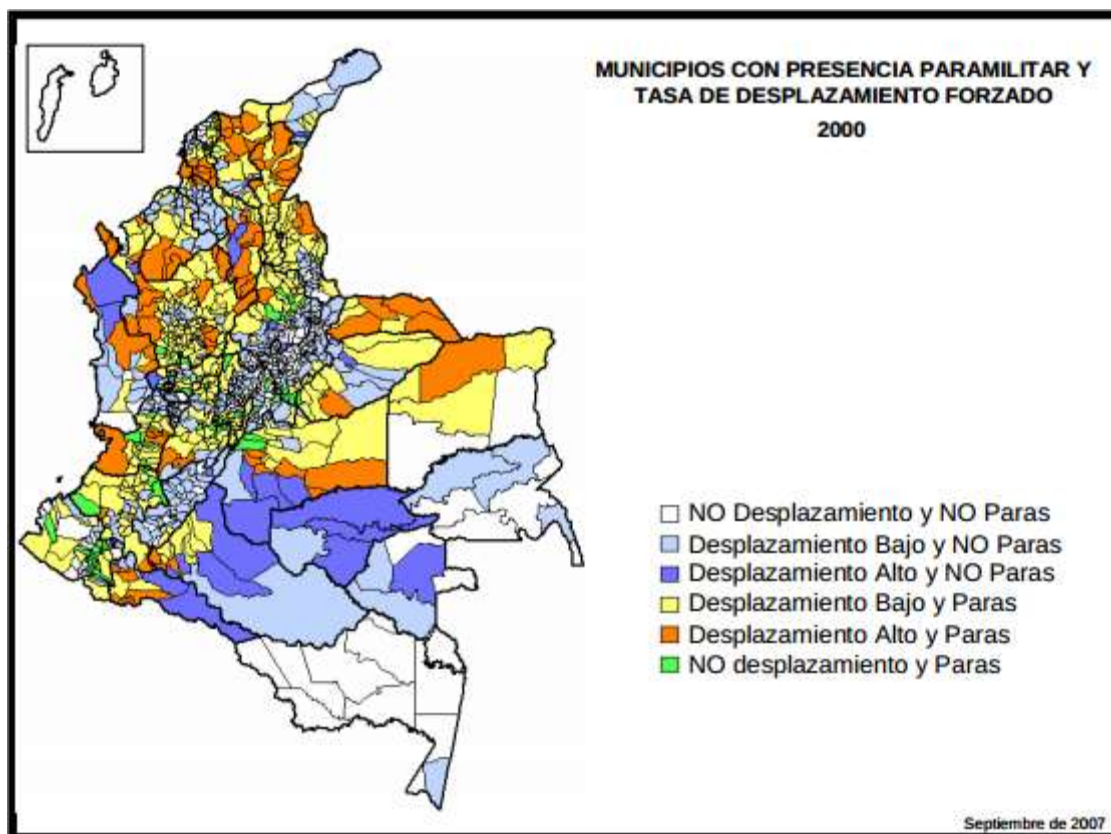 MUNICIPIOS CON PRESENCIA PARAMILITAR Y
TASA DE DESPLAZAMIENTO FORZADO
2000
NO Desplazamiento y NO Paras
Desplazamiento Bajo y NO Paras
Desplazamiento Alto y NO Paras
Desplazamiento Bajo y Paras
Desplazamiento Alto y Paras
NO desplazamiento y Paras
Septiembre de 2007